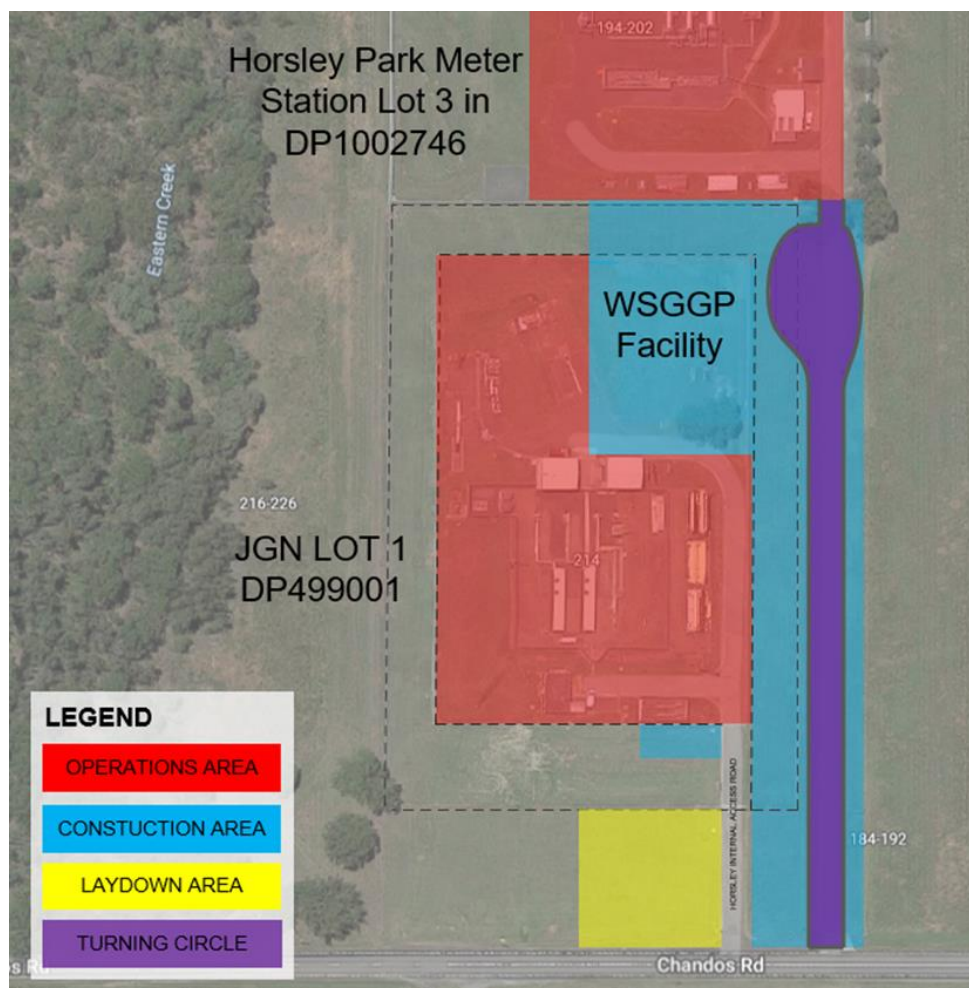 194-202
Horsley Park Meter
Station Lot 3 in
DP1002746
Eastern Creek
WSGGP
Facility
216-226
JGN LOT 1
DP499001
214
LEGEND
OPERATIONS AREA
CONSTUCTION AREA
LAYDOWN AREA
TURNING CIRCLE
HORSLEY INTERNAL ACCESS ROAD
184-192
Chandos Rd